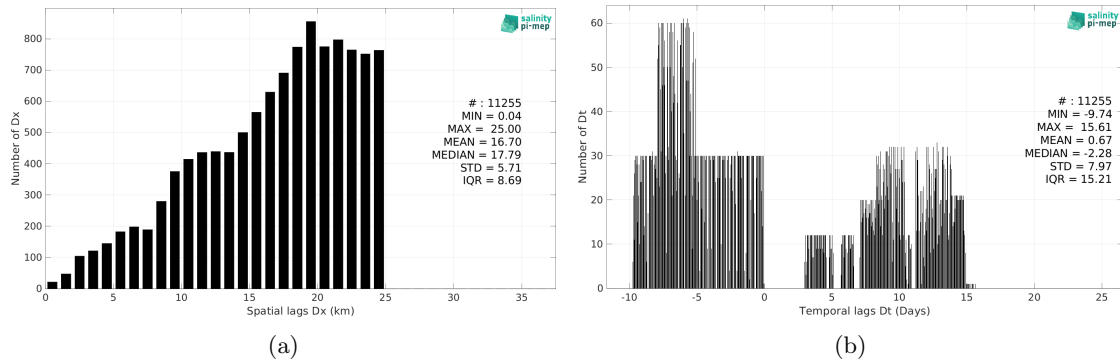 salinity
pi-mep
800
700
600
500
400
300
200
100
0
Number of Dx
# : 11255
MIN = 0.04
MAX = 25.00
MEAN = 16.70
MEDIAN = 17.79
STD = 5.71
IQR = 8.69
0 5 10 15 20 25 30 35
Spatial lags Dx (km)
(a)
salinity
pi-mep
60
50
40
30
20
10
0
Number of Dt
# : 11255
MIN = -9.74
MAX = 15.61
MEAN = 0.67
MEDIAN = -2.28
STD = 7.97
IQR = 15.21
-10 -5 0 5 10 15 20 25
Temporal lags Dt (Days)
(b)